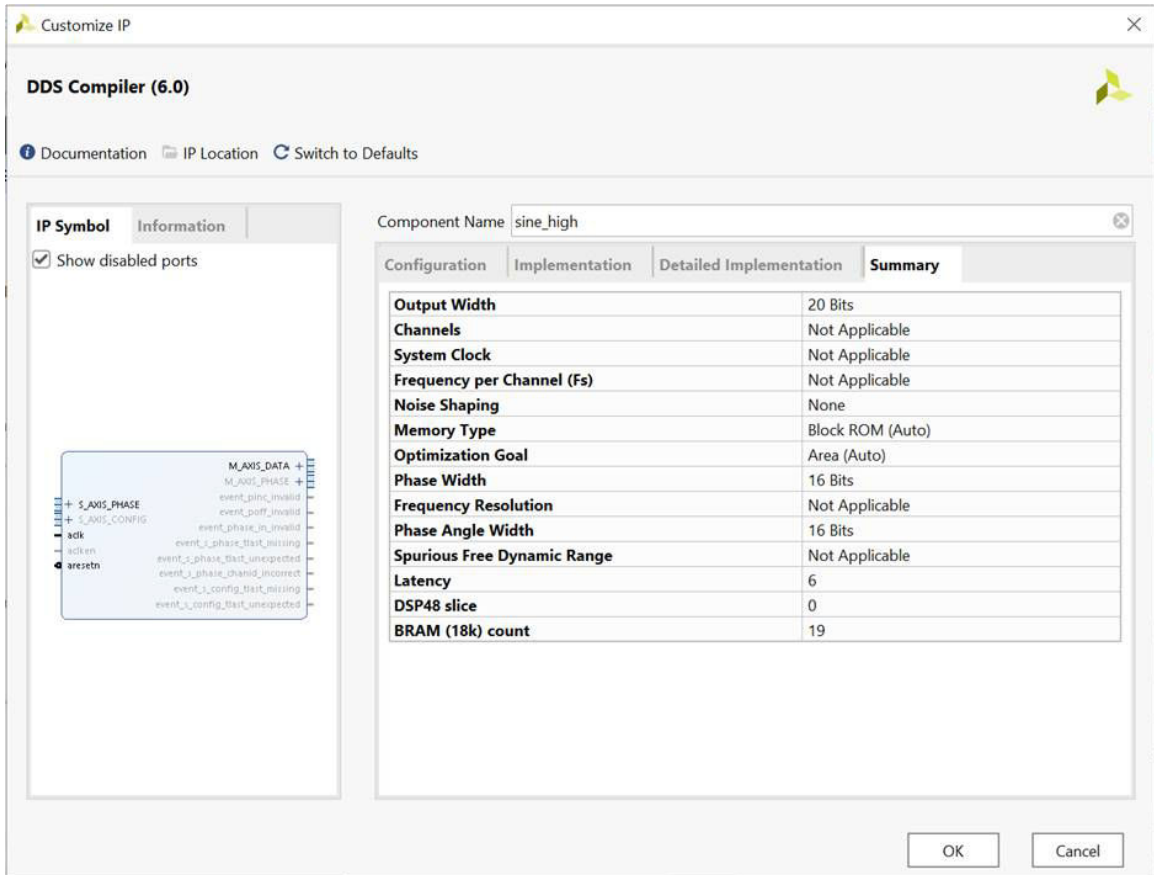 Customize IP
DDS Compiler (6.0)
Documentation IP Location Switch to Defaults
IP Symbol Information
Show disabled ports
M_AXIS_DATA
M_AXIS_PHASE
event_pinc_invalid
event_poff_invalid
event_phase_in_invalid
event_s_phase_tlast_missing
event_s_phase_tlast_unexpected
event_s_phase_chanid_incorrect
event_s_config_tlast_missing
event_s_config_tlast_unexpected
S_AXIS_PHASE
S_AXIS_CONFIG
aclk
aclken
aresetn
Component Name sine_high
Configuration Implementation Detailed Implementation Summary
Output Width 20 Bits
Channels Not Applicable
System Clock Not Applicable
Frequency per Channel (Fs) Not Applicable
Noise Shaping None
Memory Type Block ROM (Auto)
Optimization Goal Area (Auto)
Phase Width 16 Bits
Frequency Resolution Not Applicable
Phase Angle Width 16 Bits
Spurious Free Dynamic Range Not Applicable
Latency 6
DSP48 slice 0
BRAM (18k) count 19
OK Cancel